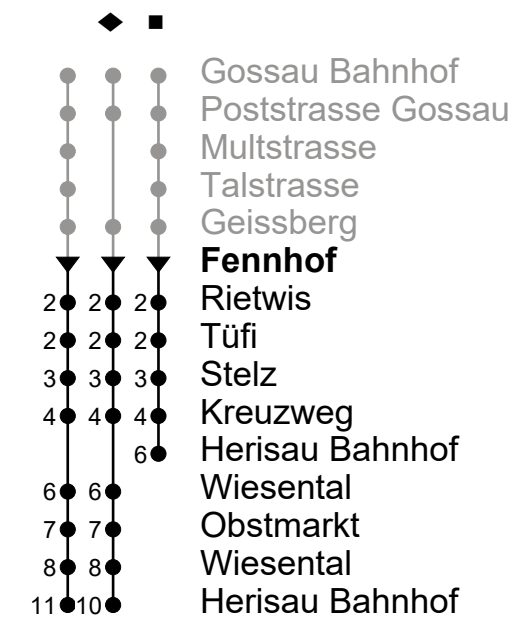 ◆ ■
Gossau Bahnhof
Poststrasse Gossau
Multstrasse
Talstrasse
Geissberg
Fennhof
2 2 2 Rietwis
2 2 2 Tüfi
3 3 3 Stelz
4 4 4 Kreuzweg
6 Herisau Bahnhof
6 6 Wiesental
7 7 Obstmarkt
8 8 Wiesental
11 10 Herisau Bahnhof